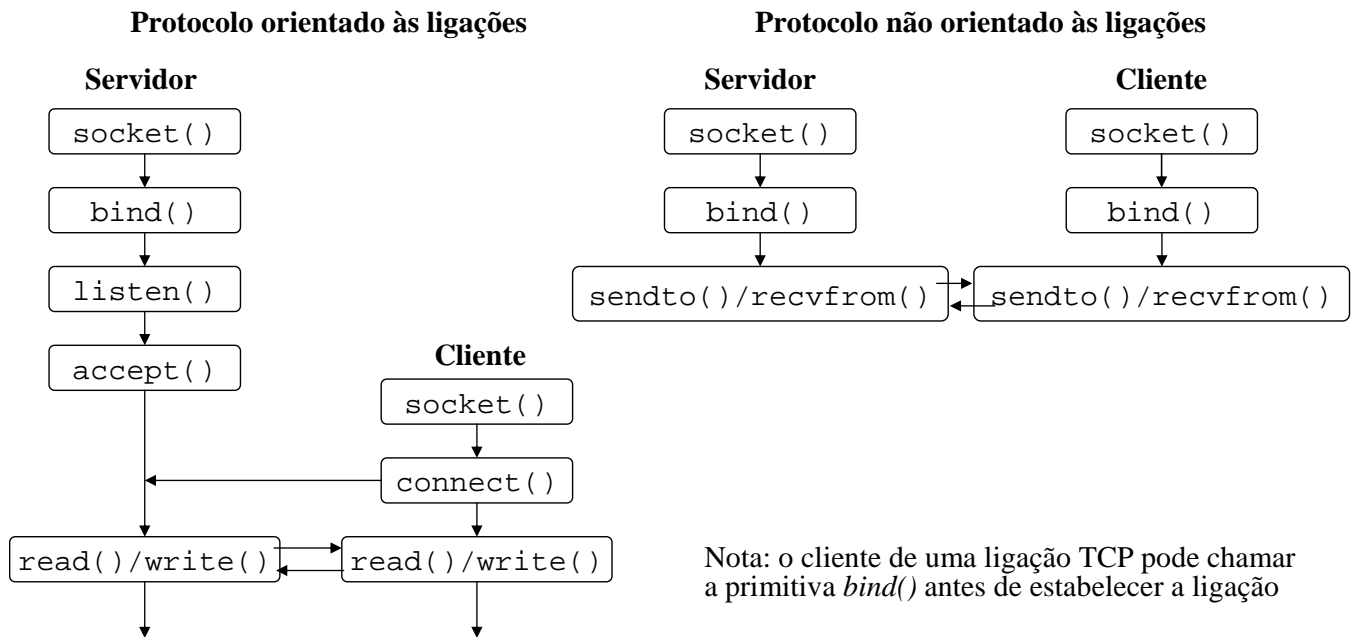 Protocolo orientado às ligações
Servidor
socket()
bind()
listen()
accept()
Cliente
socket()
connect()
read()/write()
read()/write()
Protocolo não orientado às ligações
Servidor
socket()
bind()
sendto()/recvfrom()
Cliente
socket()
bind()
sendto()/recvfrom()
Nota: o cliente de uma ligação TCP pode chamar
a primitiva bind() antes de estabelecer a ligação